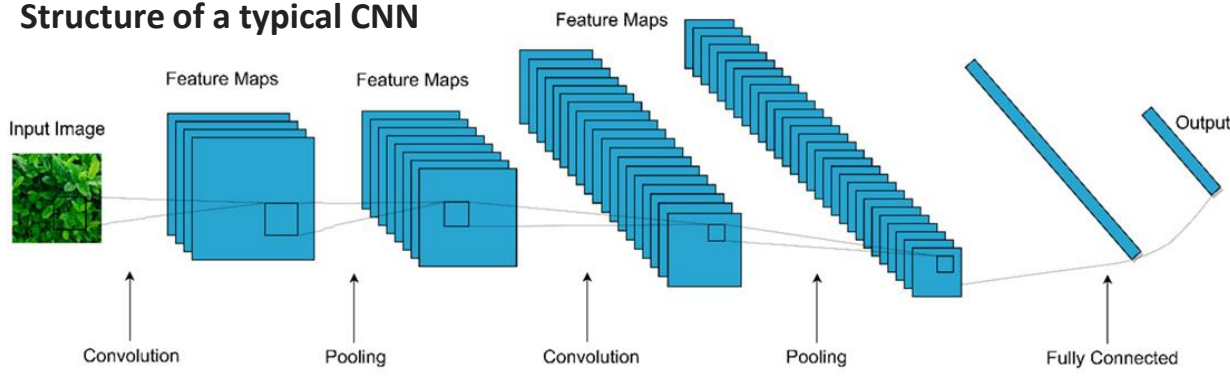 Structure of a typical CNN
Feature Maps
Feature Maps
Feature Maps
Input Image
Output
Convolution
Pooling
Convolution
Pooling
Fully Connected